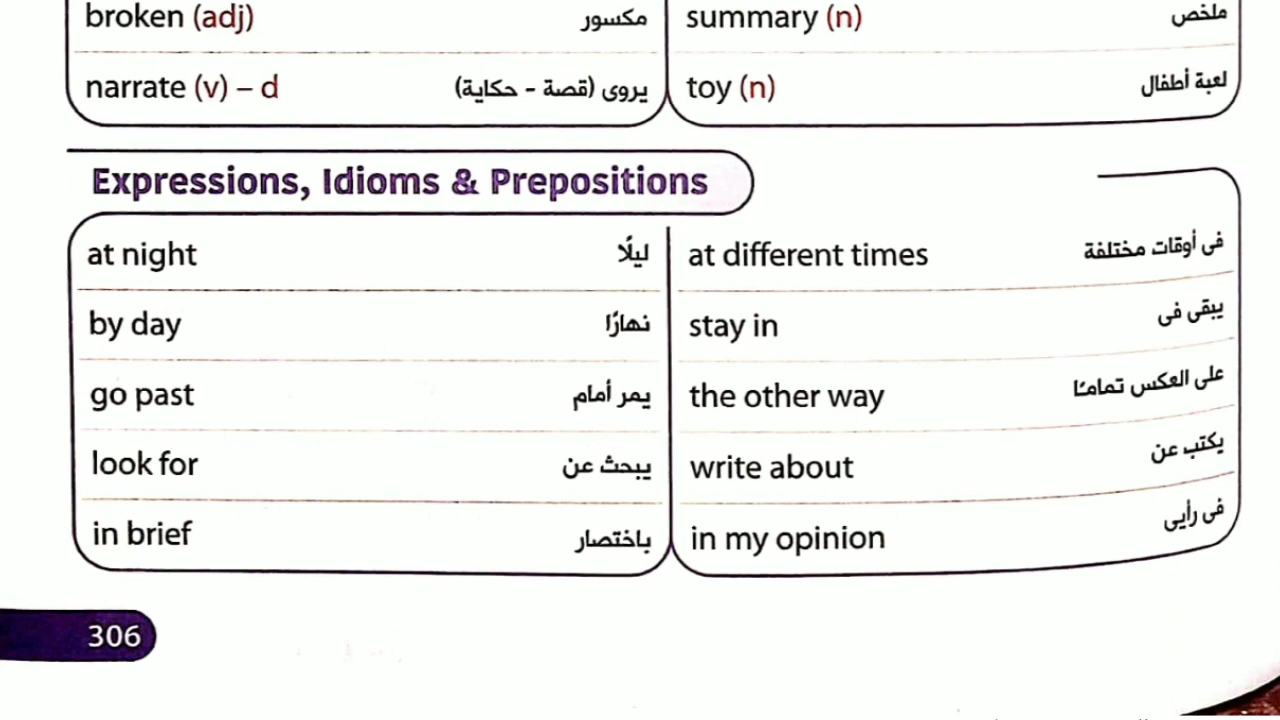 broken (adj) مكسور
summary (n) ملخص
narrate (v) – d يروى (قصة - حكاية)
toy (n) لعبة أطفال
Expressions, Idioms & Prepositions
at night ليلًا
at different times فى أوقات مختلفة
by day نهارًا
stay in يبقى فى
go past يمر أمام
the other way على العكس تمامًا
look for يبحث عن
write about يكتب عن
in brief باختصار
in my opinion فى رأيى
306